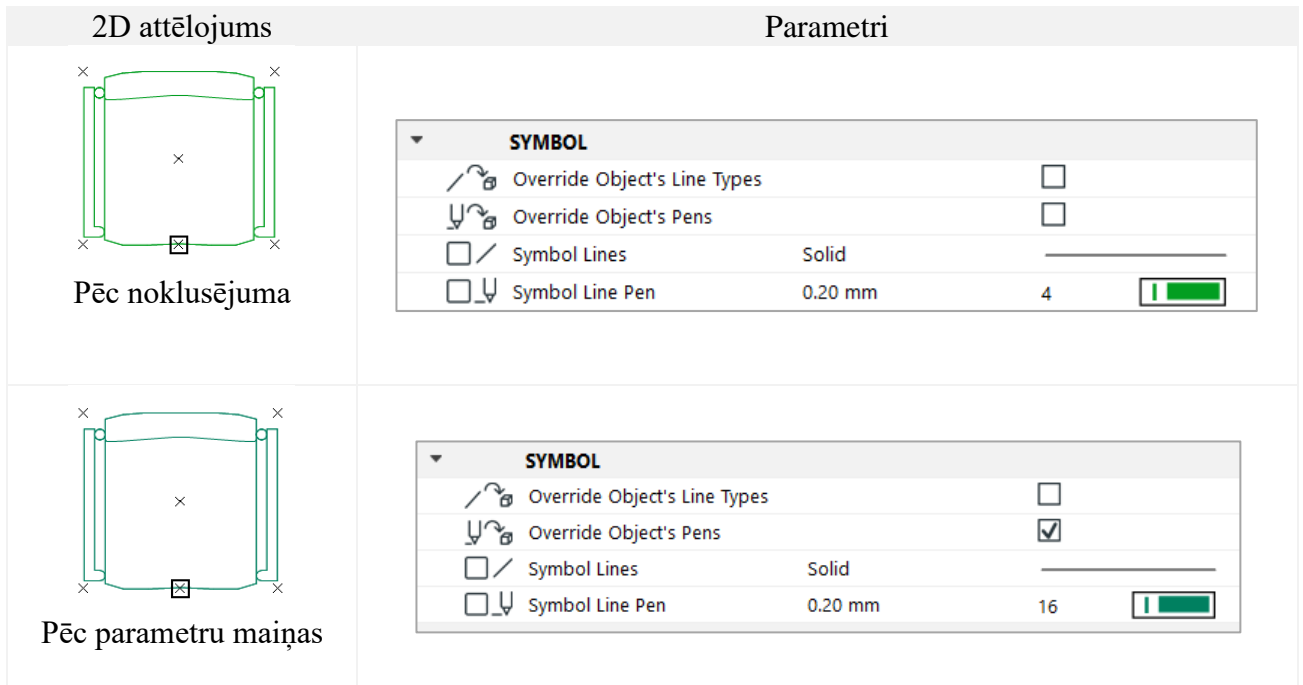 2D attēlojums Parametri
SYMBOL
Override Object's Line Types
Override Object's Pens
Symbol Lines Solid
Symbol Line Pen 0.20 mm 4
Pēc noklusējuma
SYMBOL
Override Object's Line Types
Override Object's Pens
Symbol Lines Solid
Symbol Line Pen 0.20 mm 16
Pēc parametru maiņas